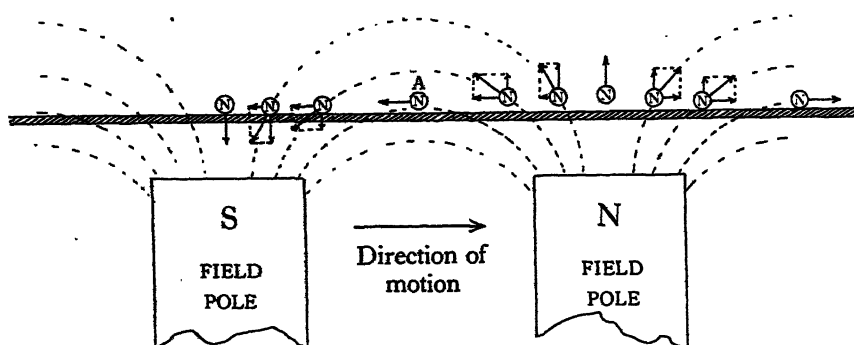 A
N N N N N N N N N N
S
FIELD
POLE
Direction of
motion
N
FIELD
POLE